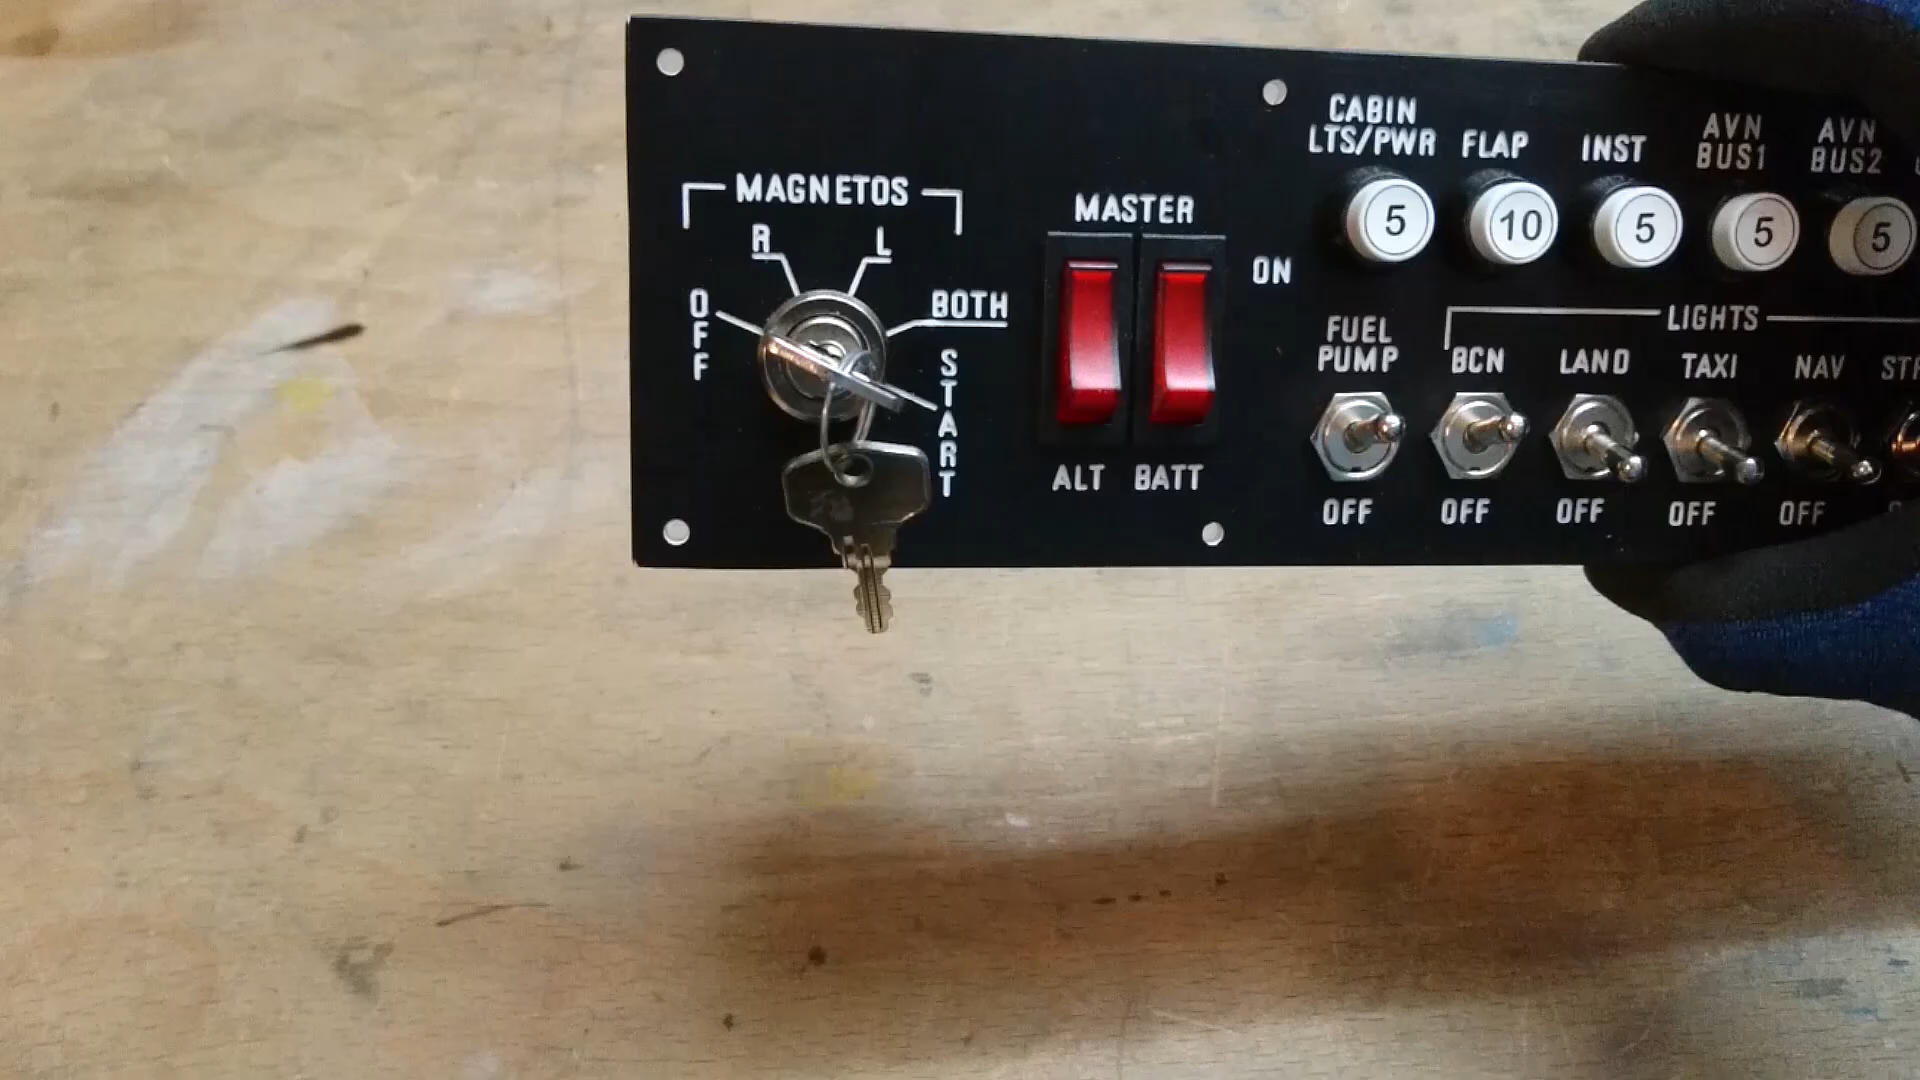 MAGNETOS
R
L
OFF
BOTH
START
MASTER
ALT
BATT
ON
CABIN
LTS/PWR
FLAP
INST
AVN
BUS1
AVN
BUS2
5
10
5
5
5
LIGHTS
FUEL
PUMP
BCN
LAND
TAXI
NAV
OFF
OFF
OFF
OFF
OFF